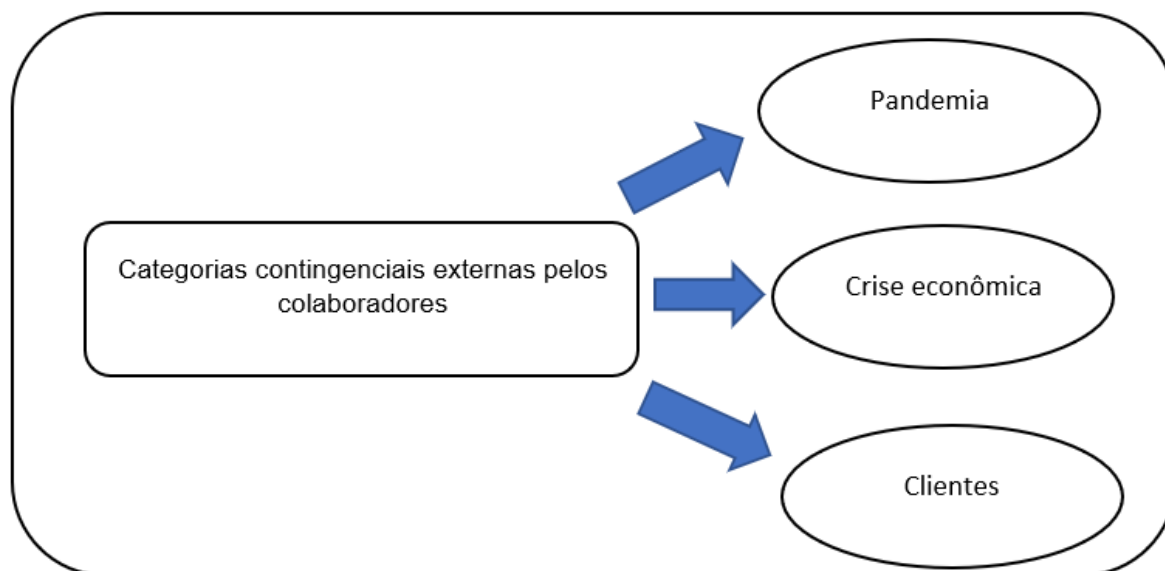 Pandemia
Categorias contingenciais externas pelos
colaboradores
Crise econômica
Clientes